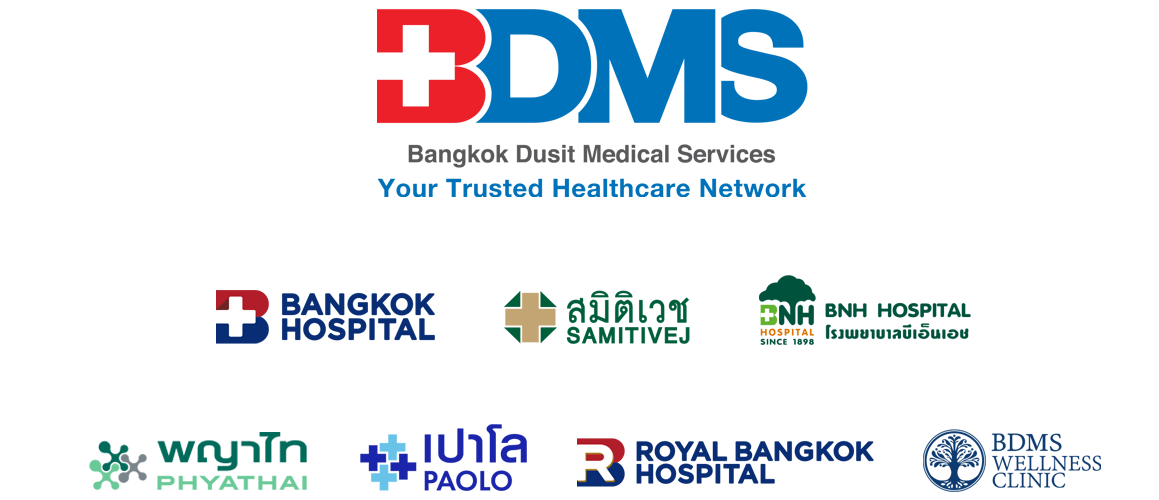 BDMS
Bangkok Dusit Medical Services
Your Trusted Healthcare Network
BANGKOK
HOSPITAL
สมิติเวช
SAMITIVEJ
BNH
HOSPITAL
SINCE 1898
BNH HOSPITAL
โรงพยาบาลบีเอ็นเอช
พญาไท
PHYATHAI
เปาโล
PAOLO
R
ROYAL BANGKOK
HOSPITAL
BDMS
WELLNESS
CLINIC